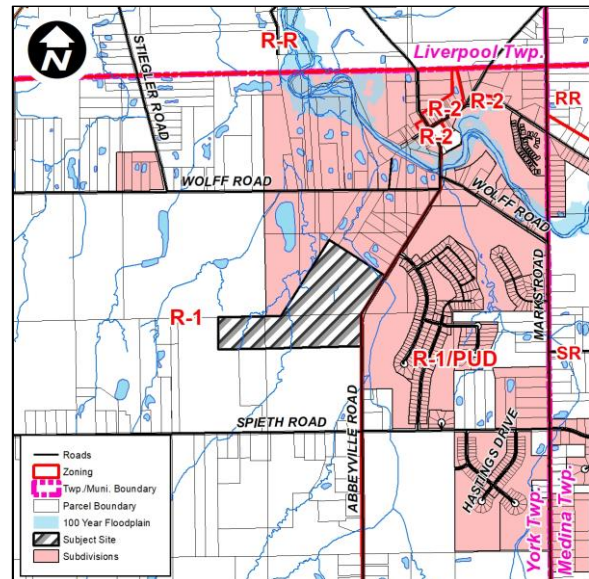 N
STIEGLER ROAD
R-R
Liverpool Twp.
R-2
R-2
R-2
RR
WOLFF ROAD
WOLFF ROAD
MARKS ROAD
R-1
R-1/PUD
SR
SPIETH ROAD
ABBEYVILLE ROAD
HASTINGS DRIVE
York Twp.
Medina Twp.
Roads
Zoning
Twp./Muni. Boundary
Parcel Boundary
100 Year Floodplain
Subject Site
Subdivisions